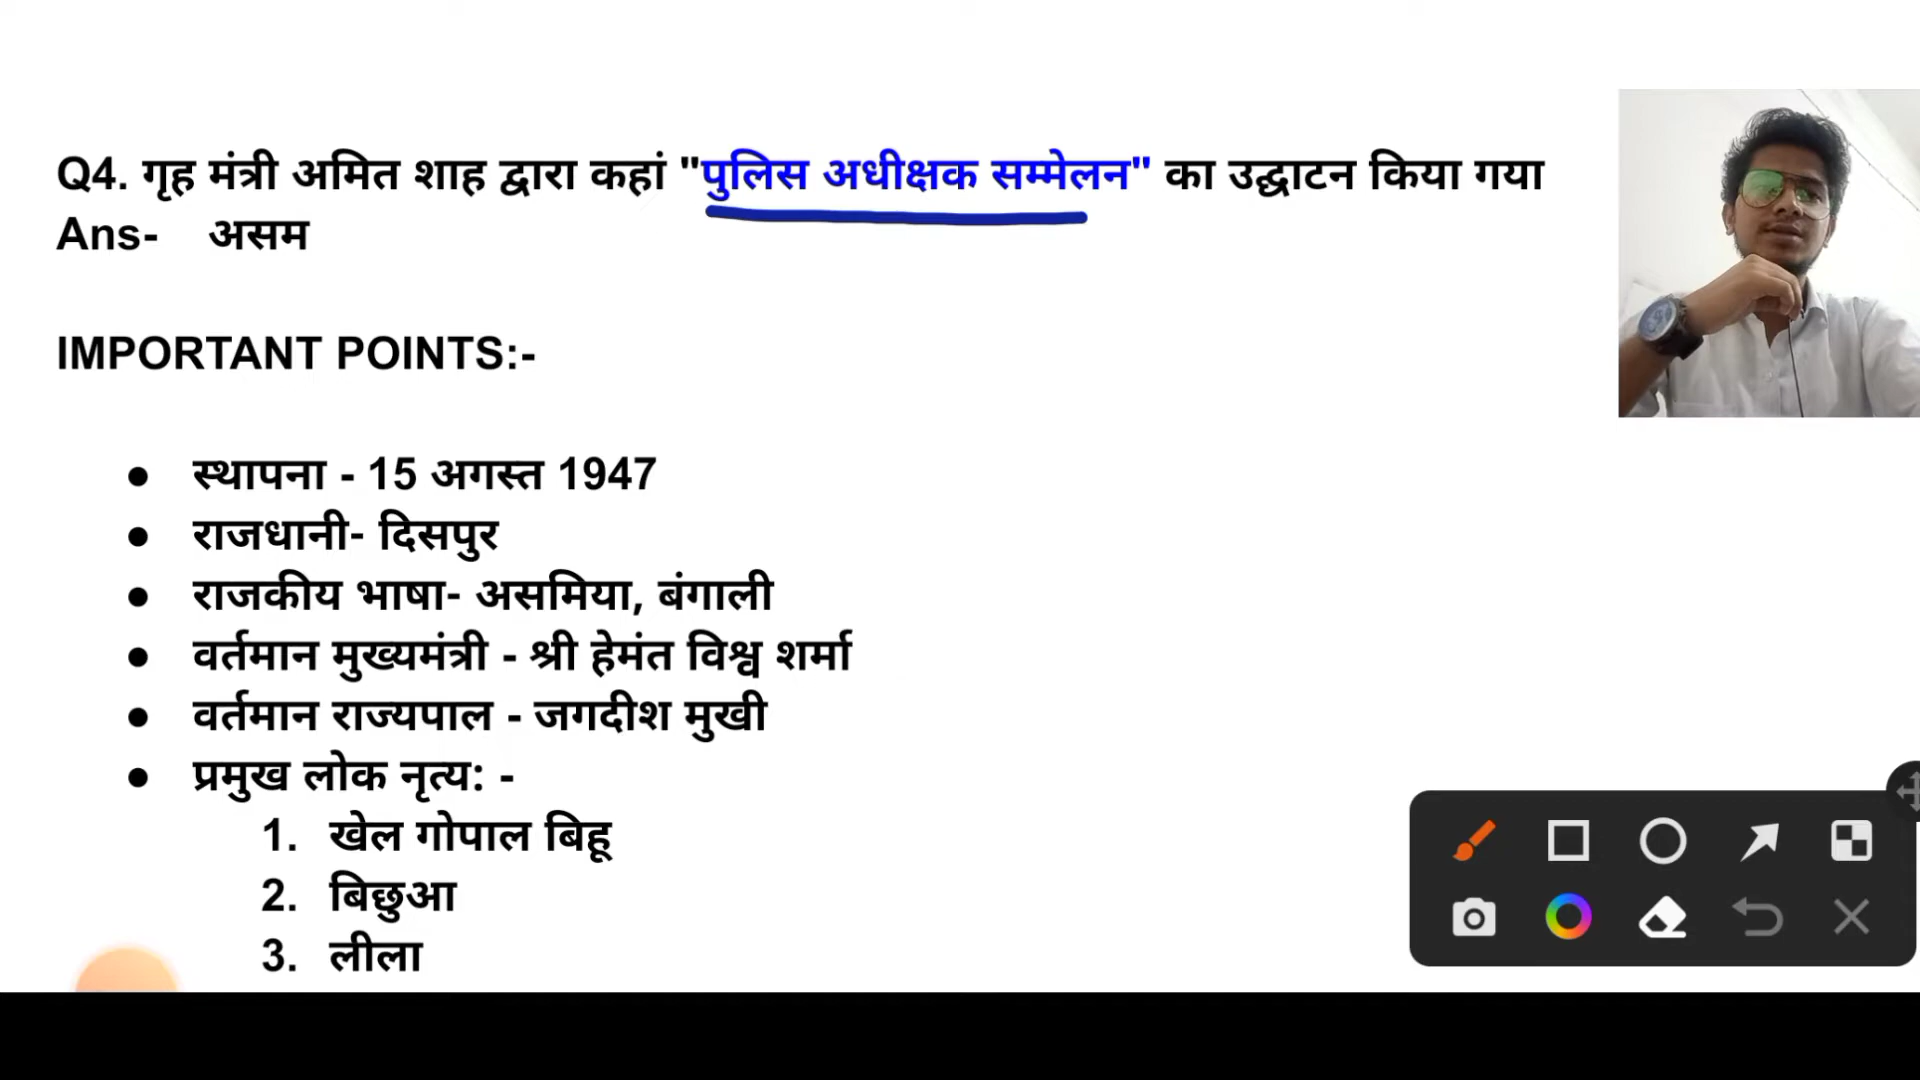 Q4. गृह मंत्री अमित शाह द्वारा कहां "पुलिस अधीक्षक सम्मेलन" का उद्घाटन किया गया
Ans- असम
IMPORTANT POINTS:-
● स्थापना - 15 अगस्त 1947
● राजधानी- दिसपुर
● राजकीय भाषा- असमिया, बंगाली
● वर्तमान मुख्यमंत्री - श्री हेमंत विश्व शर्मा
● वर्तमान राज्यपाल - जगदीश मुखी
● प्रमुख लोक नृत्य: -
1. खेल गोपाल बिहू
2. बिछुआ
3. लीला